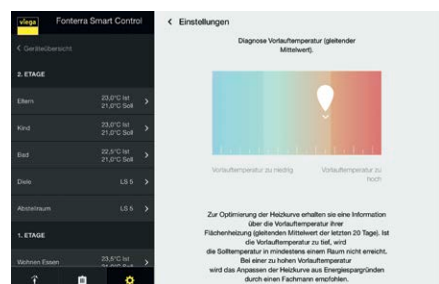 viega
Fonterra Smart Control
< Geräteübersicht
2. ETAGE
Eltern
23,0°C Ist
21,0°C Soll
Kind
23,0°C Ist
21,0°C Soll
Bad
22,5°C Ist
21,0°C Soll
Diele
LS 5
Abstellraum
LS 5
1. ETAGE
Wohnen Essen
23,5°C Ist
Einstellungen
Diagnose Vorlauftemperatur (gleitender
Mittelwert).
Vorlauftemperatur zu niedrig
Vorlauftemperatur zu
hoch
Zur Optimierung der Heizkurve erhalten sie eine Information
über die Vorlauftemperatur ihrer
Flächenheizung (gleitenden Mittelwert der letzten 20 Tage). Ist
die Vorlauftemperatur zu tief, wird
die Solltemperatur in mindestens einem Raum nicht erreicht.
Bei einer zu hohen Vorlauftemperatur
wird das Anpassen der Heizkurve aus Energiespargründen
durch einen Fachmann empfohlen.